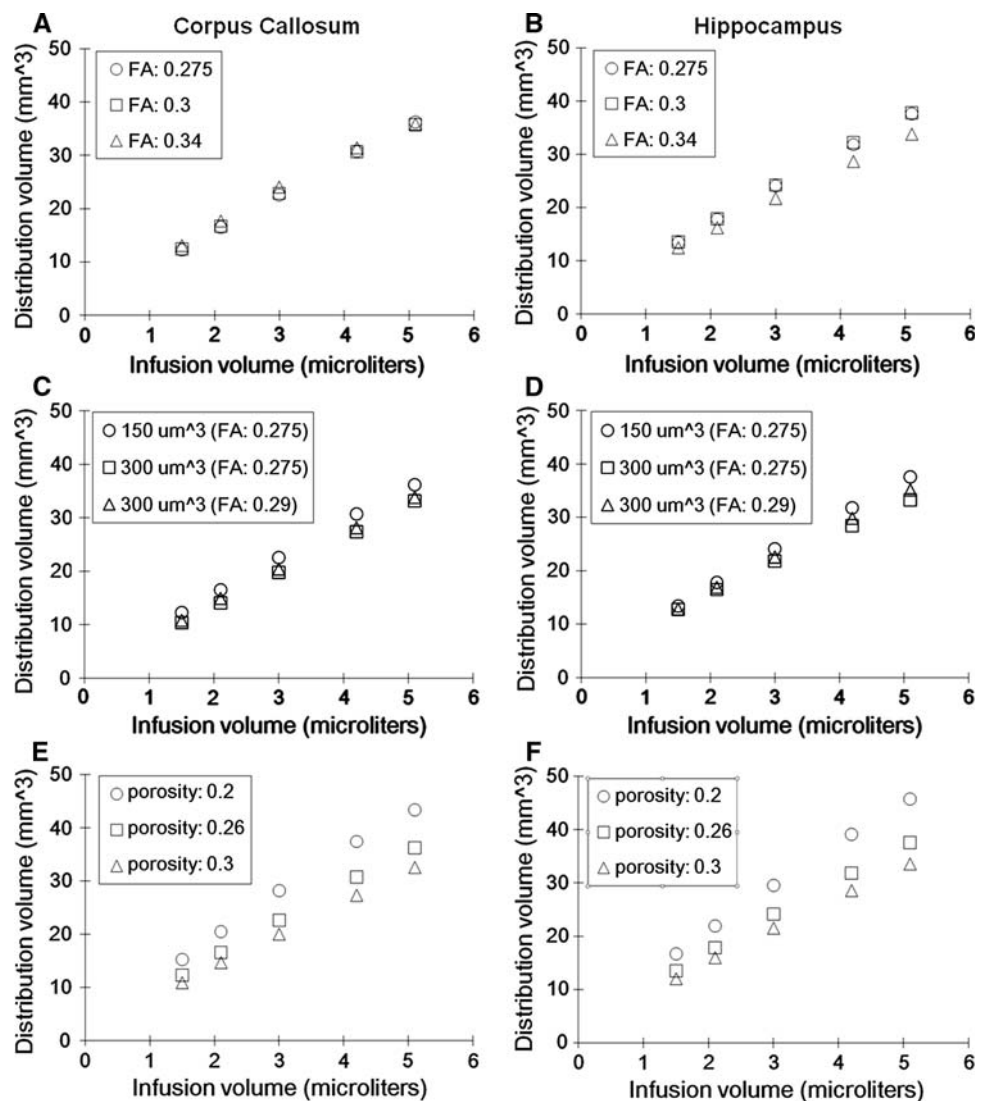 A
Corpus Callosum
Distribution volume (mm^3)
50
40
30
20
10
0
FA: 0.275
FA: 0.3
FA: 0.34
0 1 2 3 4 5 6
Infusion volume (microliters)
B
Hippocampus
Distribution volume (mm^3)
50
40
30
20
10
0
FA: 0.275
FA: 0.3
FA: 0.34
0 1 2 3 4 5 6
Infusion volume (microliters)
C
Distribution volume (mm^3)
50
40
30
20
10
0
150 um^3 (FA: 0.275)
300 um^3 (FA: 0.275)
300 um^3 (FA: 0.29)
0 1 2 3 4 5 6
Infusion volume (microliters)
D
Distribution volume (mm^3)
50
40
30
20
10
0
150 um^3 (FA: 0.275)
300 um^3 (FA: 0.275)
300 um^3 (FA: 0.29)
0 1 2 3 4 5 6
Infusion volume (microliters)
E
Distribution volume (mm^3)
50
40
30
20
10
0
porosity: 0.2
porosity: 0.26
porosity: 0.3
0 1 2 3 4 5 6
Infusion volume (microliters)
F
Distribution volume (mm^3)
50
40
30
20
10
0
porosity: 0.2
porosity: 0.26
porosity: 0.3
0 1 2 3 4 5 6
Infusion volume (microliters)